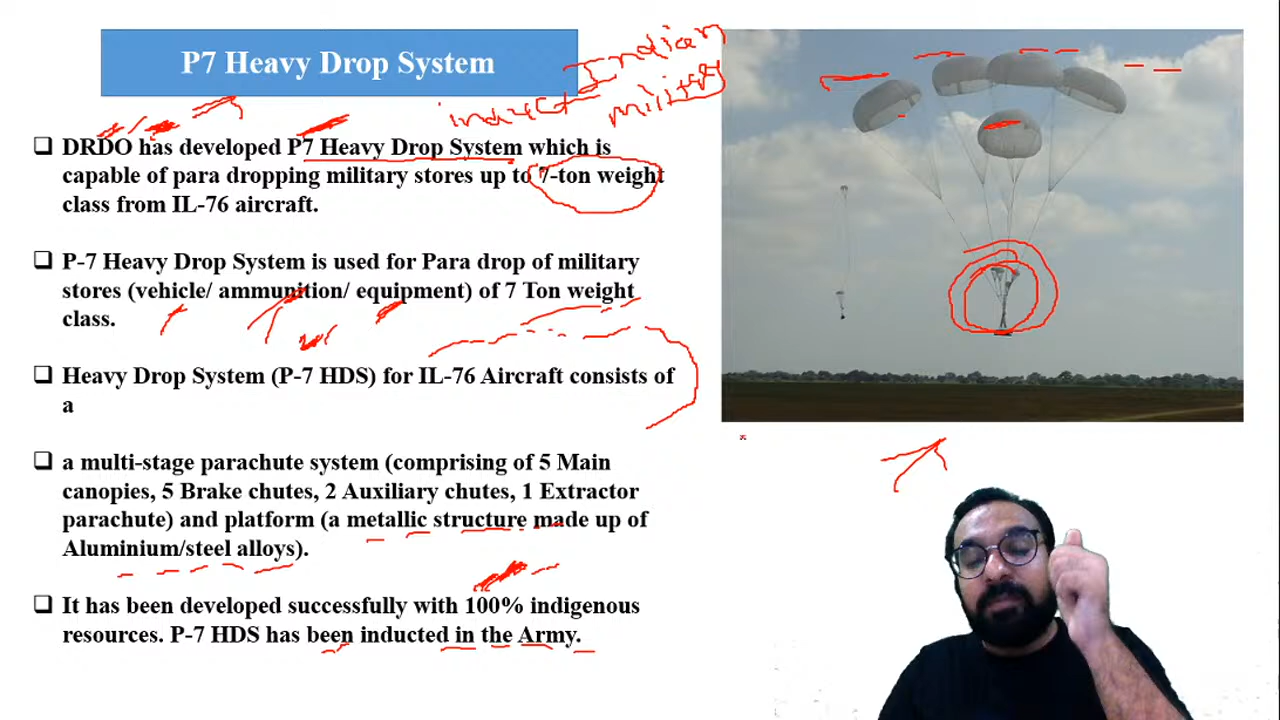 P7 Heavy Drop System
Indian
induct military
❑ DRDO has developed P7 Heavy Drop System which is
capable of para dropping military stores up to 7-ton weight
class from IL-76 aircraft.
❑ P-7 Heavy Drop System is used for Para drop of military
stores (vehicle/ ammunition/ equipment) of 7 Ton weight
class.
❑ Heavy Drop System (P-7 HDS) for IL-76 Aircraft consists of
a
❑ a multi-stage parachute system (comprising of 5 Main
canopies, 5 Brake chutes, 2 Auxiliary chutes, 1 Extractor
parachute) and platform (a metallic structure made up of
Aluminium/steel alloys).
❑ It has been developed successfully with 100% indigenous
resources. P-7 HDS has been inducted in the Army.